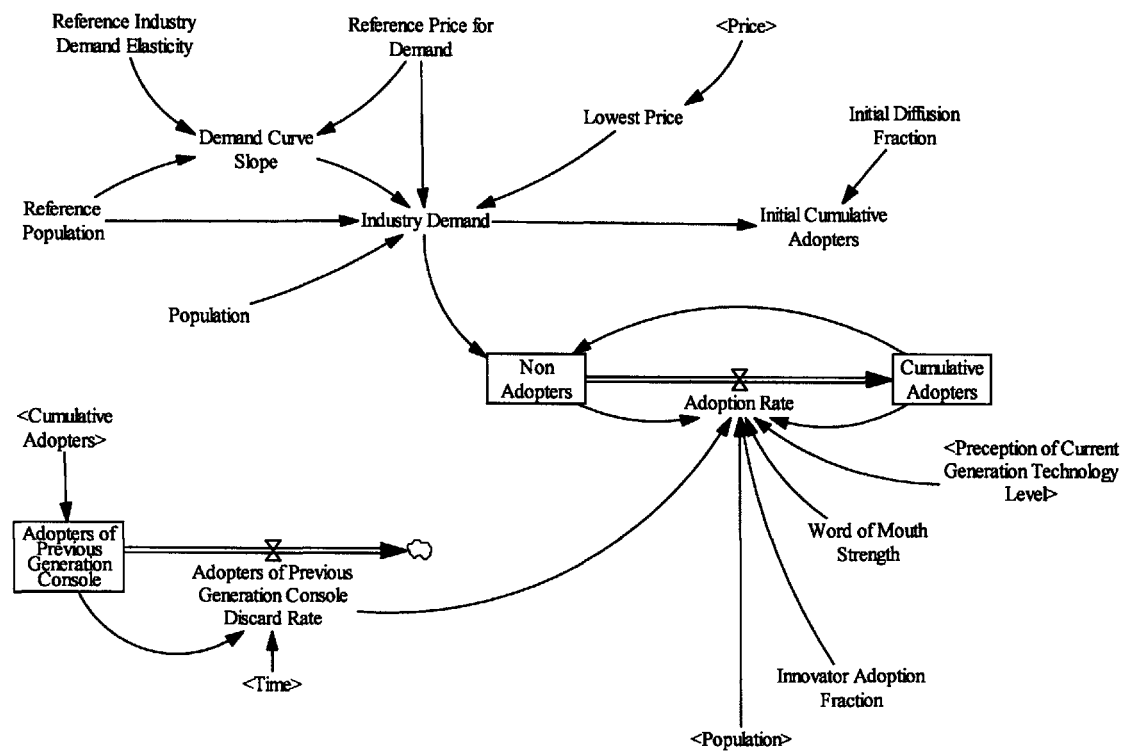 Reference Industry
Demand Elasticity
Reference Price for
Demand
<Price>
Lowest Price
Initial Diffusion
Fraction
Demand Curve
Slope
Reference
Population
Industry Demand
Initial Cumulative
Adopters
Population
Non
Adopters
Cumulative
Adopters
Adoption Rate
<Cumulative
Adopters>
<Preception of Current
Generation Technology
Level>
Word of Mouth
Strength
Adopters of
Previous
Generation
Console
Adopters of Previous
Generation Console
Discard Rate
<Time>
Innovator Adoption
Fraction
<Population>